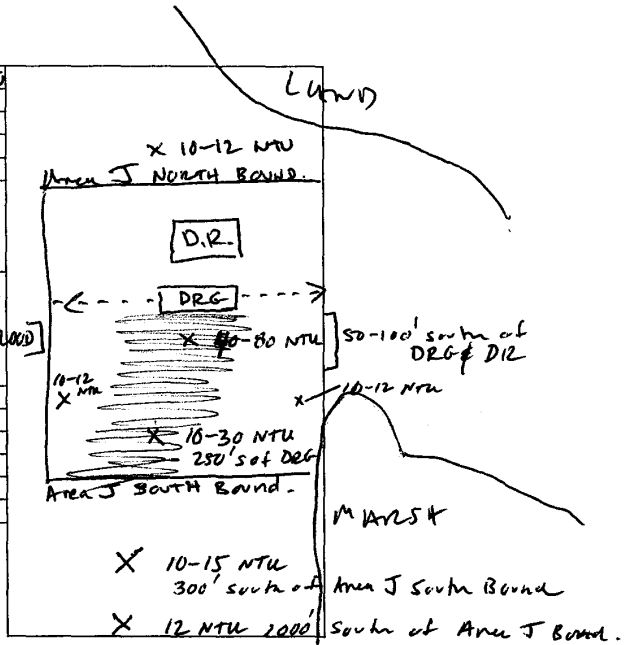 LAND
x 10-12 NTU
Area J NORTH BOUND.
D.R.
DRG
0-80 NTU
50-100' south of
DRG & DR
10-12
NTU
10-12 NTU
10-30 NTU
250' S of DRG
Area J SOUTH Bound.
MARSH
X 10-15 NTU
300' south of Area J South Bound
X 12 NTU 1000' South of Area J Bound.